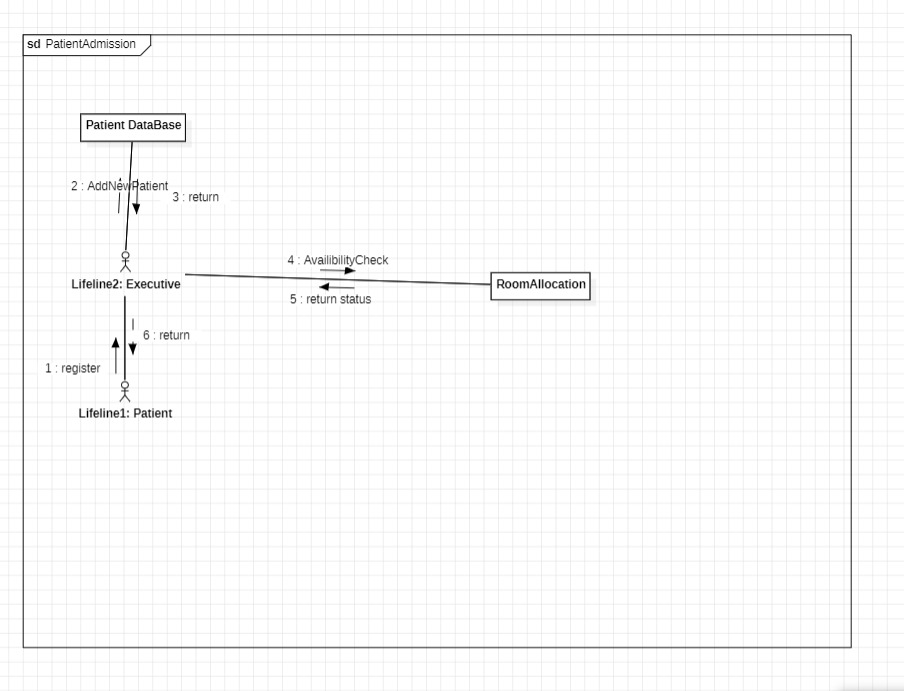 sd PatientAdmission
Patient DataBase
2 : AddNewPatient
3 : return
4 : AvailibilityCheck
Lifeline2: Executive
RoomAllocation
5 : return status
6 : return
1 : register
Lifeline1: Patient